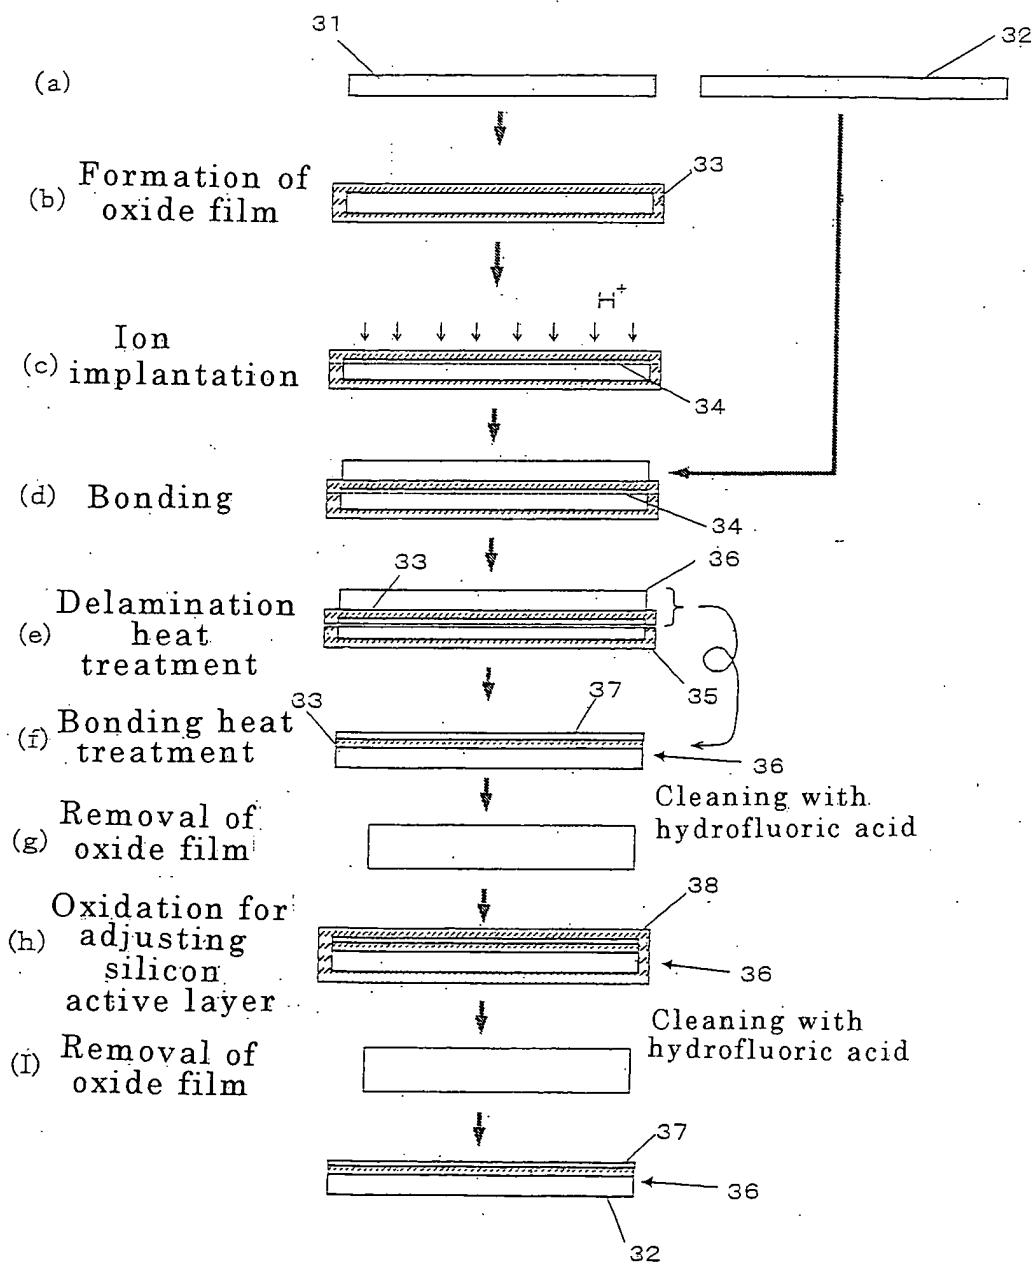 31
32
(a)
(b) Formation of
oxide film
33
H+
(c) Ion
implantation
34
(d) Bonding
34
33
36
(e) Delamination
heat
treatment
35
33
37
(f) Bonding heat
treatment
36
Cleaning with
hydrofluoric acid
(g) Removal of
oxide film
38
(h) Oxidation for
adjusting
silicon
active layer
36
Cleaning with
hydrofluoric acid
(I) Removal of
oxide film
37
36
32